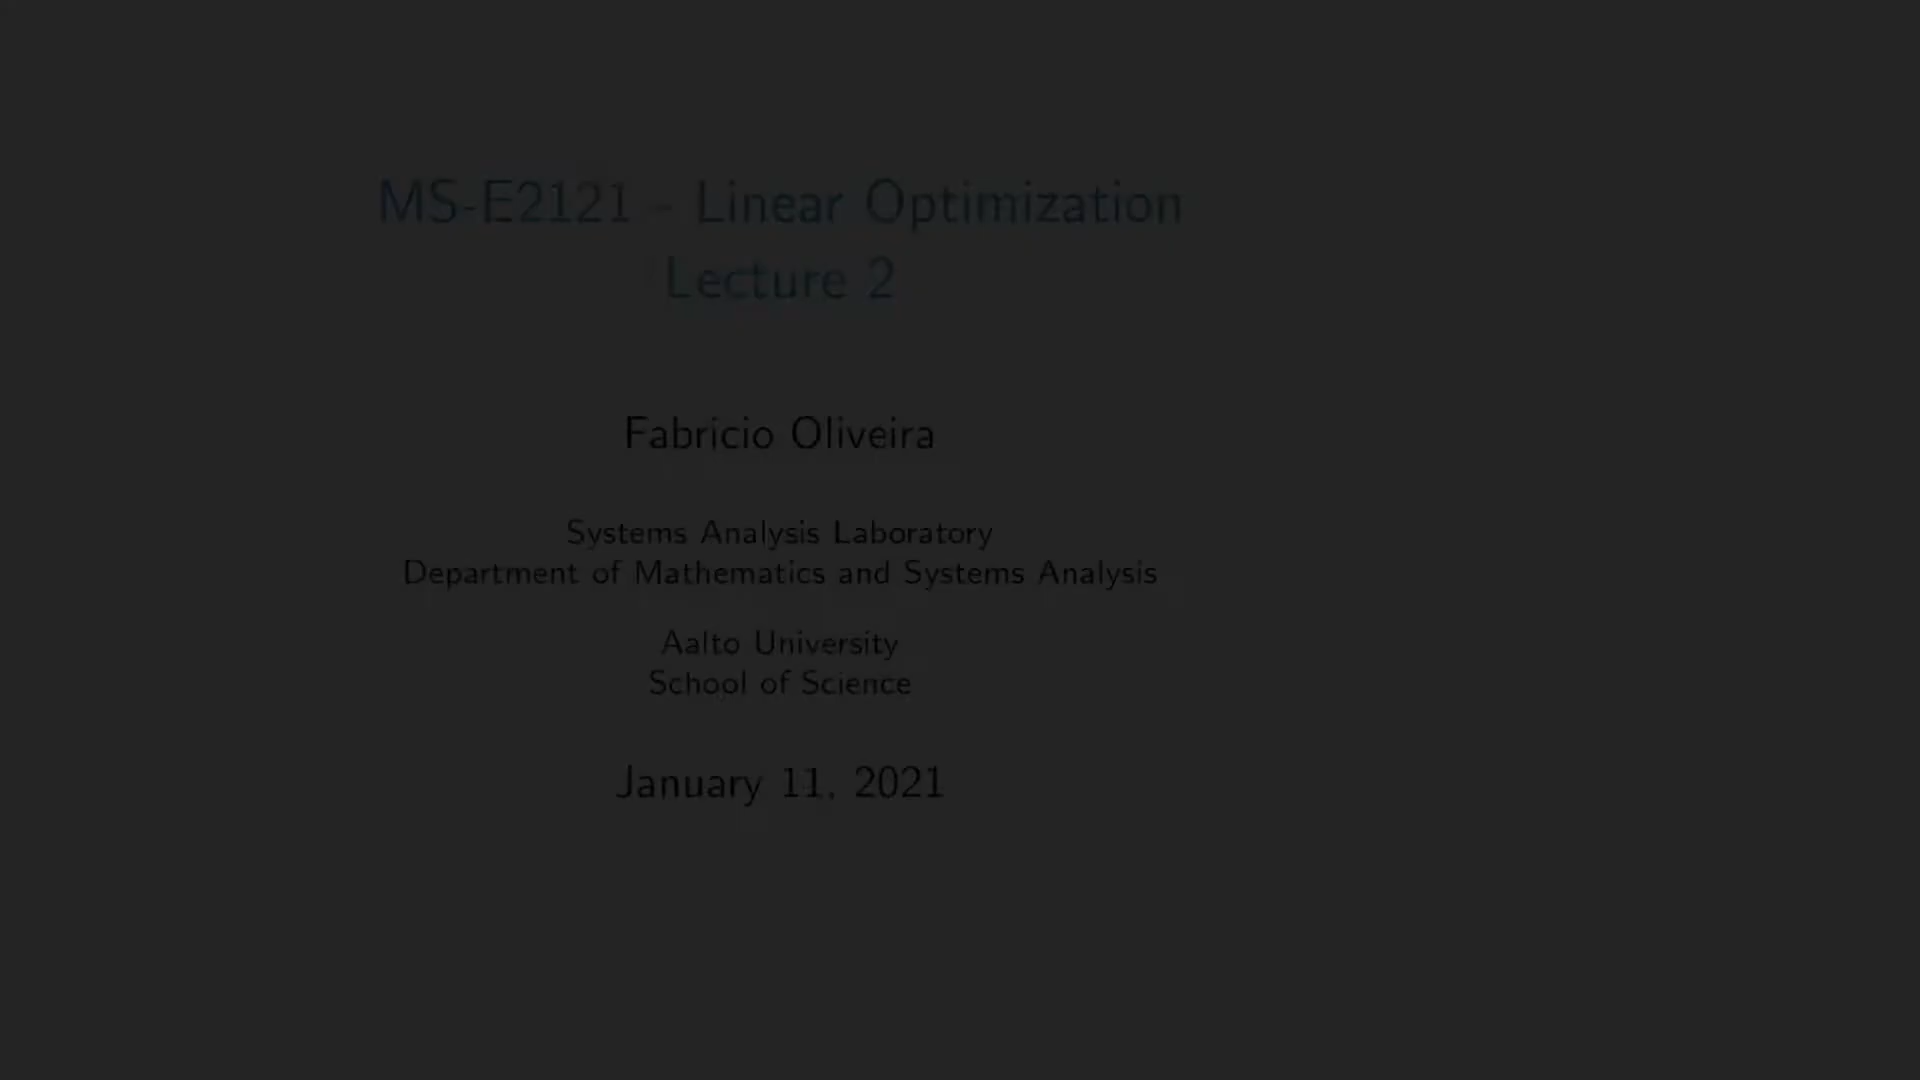 MS-E2121 - Linear Optimization
Lecture 2
Fabricio Oliveira
Systems Analysis Laboratory
Department of Mathematics and Systems Analysis
Aalto University
School of Science
January 11, 2021